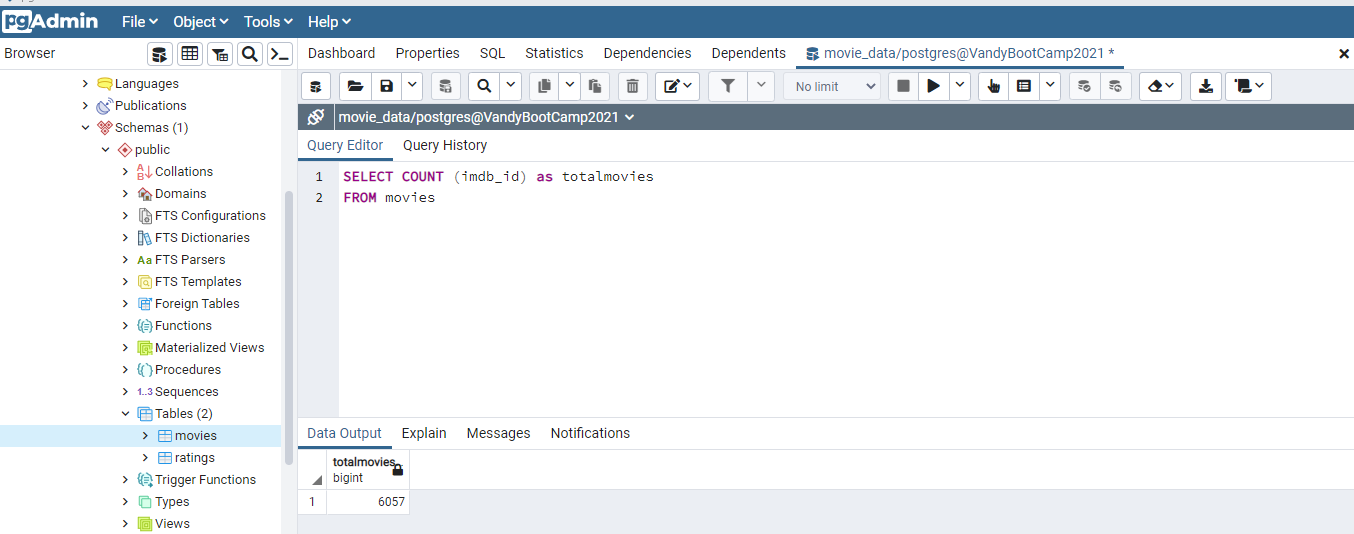 pgAdmin File Object Tools Help
Browser
Dashboard Properties SQL Statistics Dependencies Dependents movie_data/postgres@VandyBootCamp2021 *
No limit
movie_data/postgres@VandyBootCamp2021
Query Editor Query History
1 SELECT COUNT (imdb_id) as totalmovies
2 FROM movies
Languages
Publications
Schemas (1)
public
Collations
Domains
FTS Configurations
FTS Dictionaries
Aa FTS Parsers
FTS Templates
Foreign Tables
Functions
Materialized Views
Procedures
1..3 Sequences
Tables (2)
movies
ratings
Trigger Functions
Types
Views
Data Output Explain Messages Notifications
totalmovies
bigint
1 6057